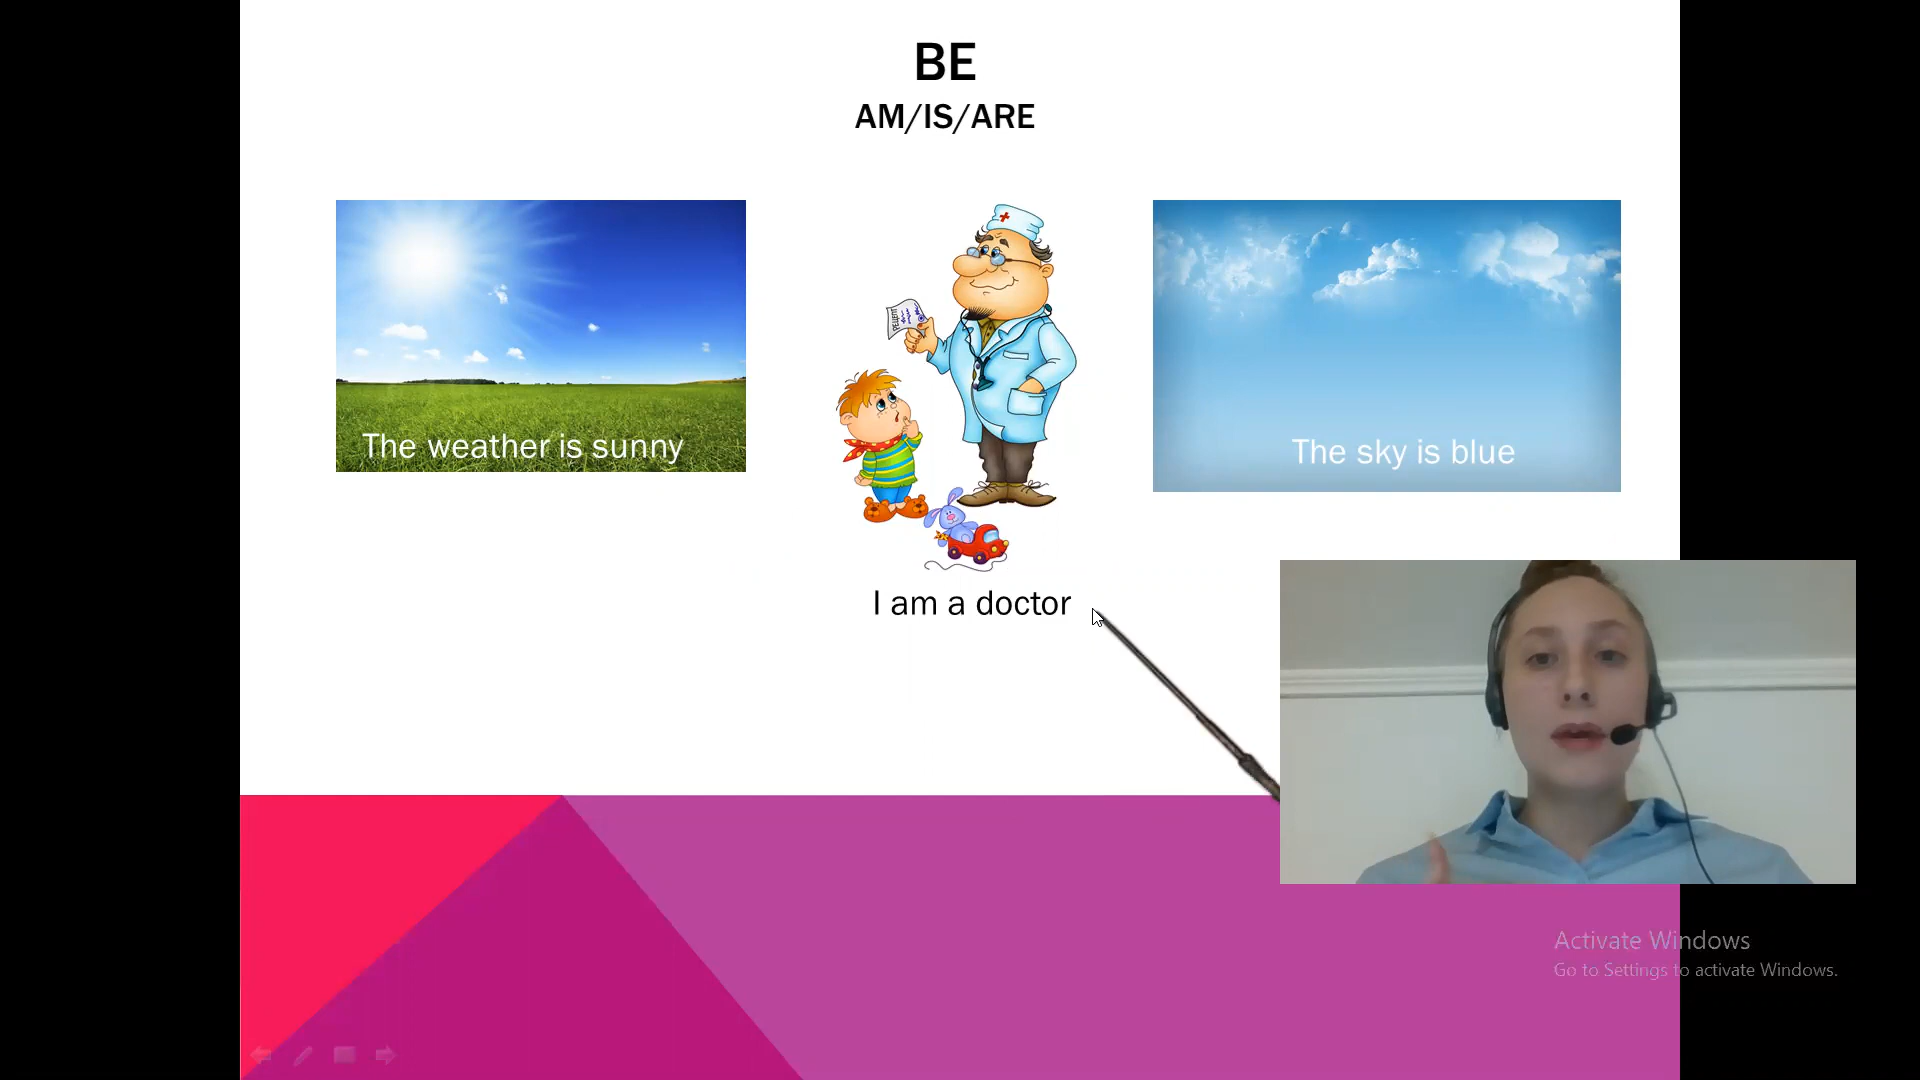 BE
AM/IS/ARE
The weather is sunny
РЕЦЕПТ
The sky is blue
I am a doctor
Activate Windows
Go to Settings to activate Windows.